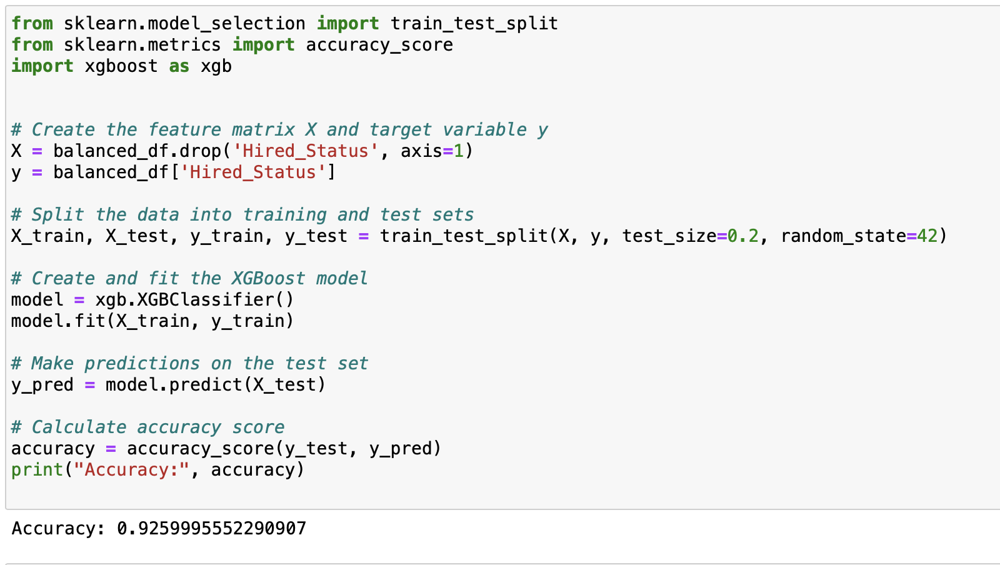 from sklearn.model_selection import train_test_split
from sklearn.metrics import accuracy_score
import xgboost as xgb
# Create the feature matrix X and target variable y
X = balanced_df.drop('Hired_Status', axis=1)
y = balanced_df['Hired_Status']
# Split the data into training and test sets
X_train, X_test, y_train, y_test = train_test_split(X, y, test_size=0.2, random_state=42)
# Create and fit the XGBoost model
model = xgb.XGBClassifier()
model.fit(X_train, y_train)
# Make predictions on the test set
y_pred = model.predict(X_test)
# Calculate accuracy score
accuracy = accuracy_score(y_test, y_pred)
print("Accuracy:", accuracy)
Accuracy: 0.9259995552290907